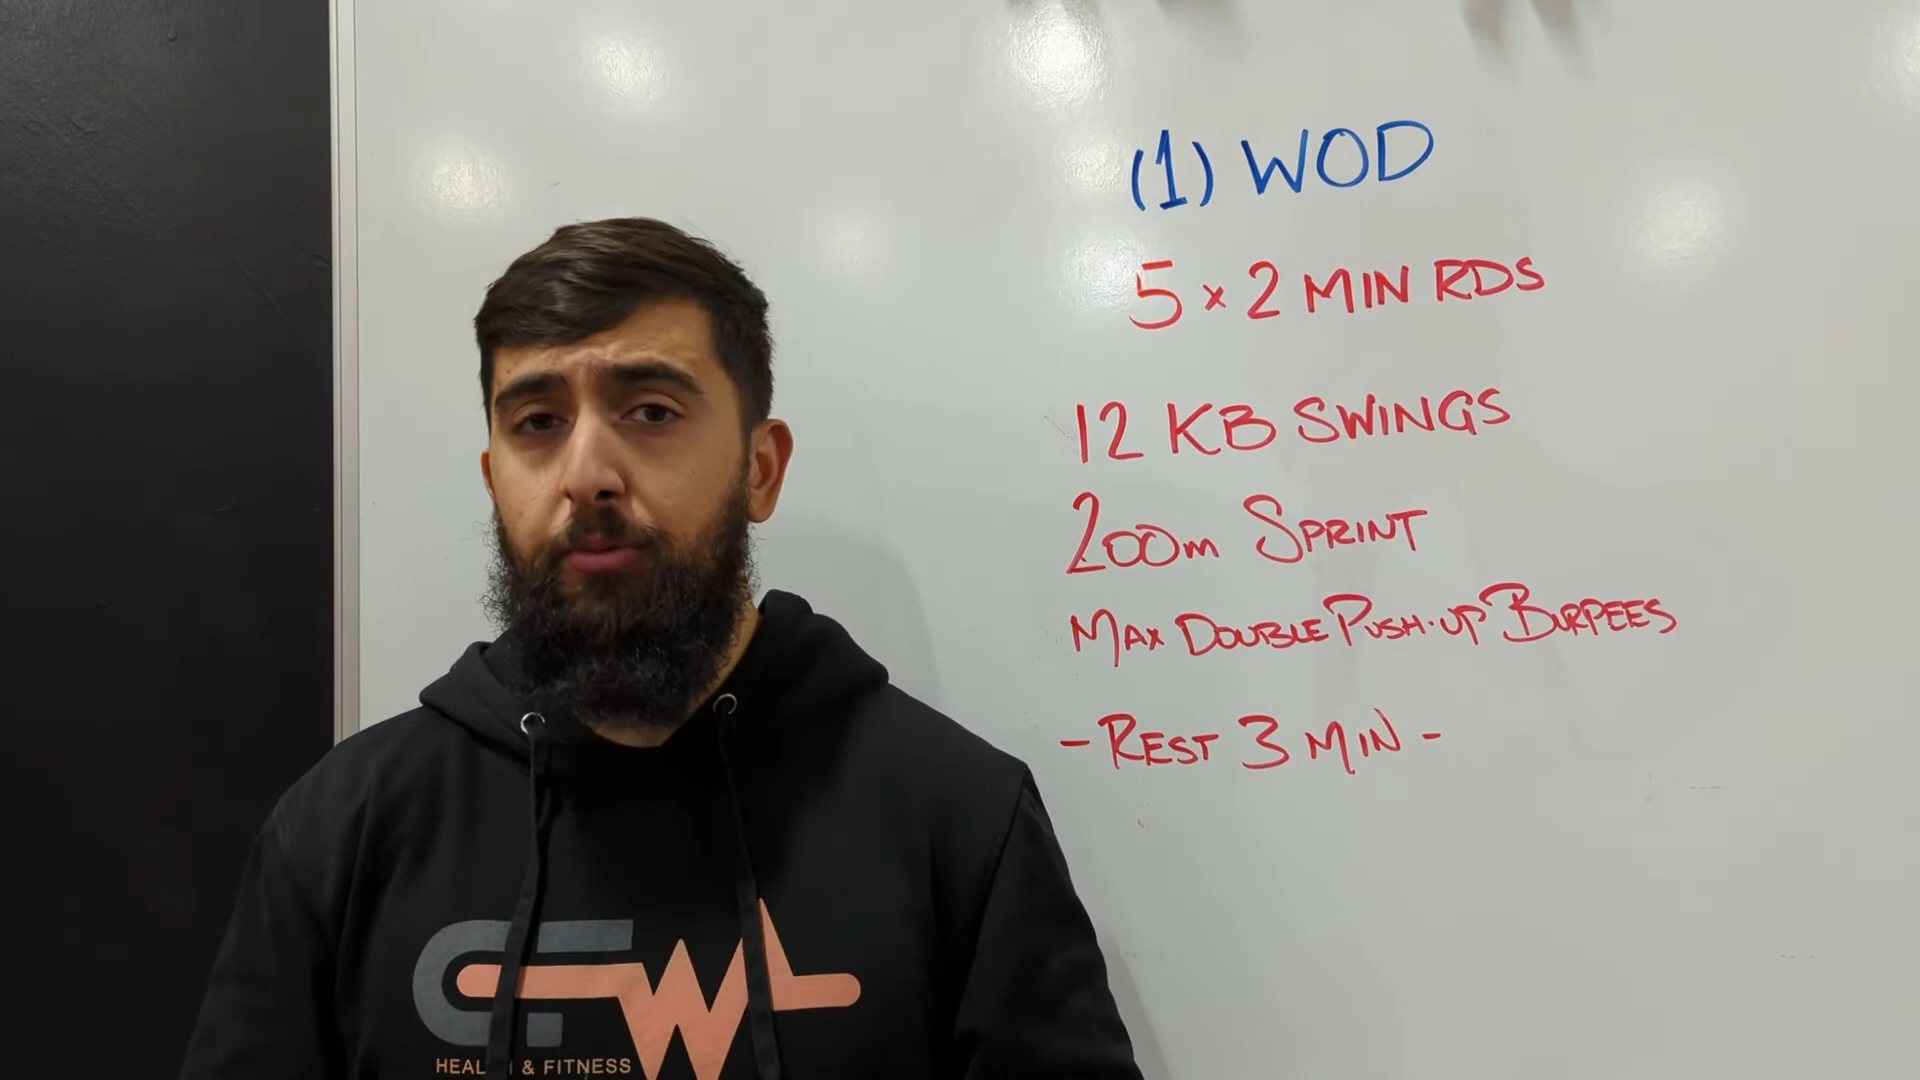 (1) WOD
5 × 2 MIN RDS
12 KB SWINGS
200m SPRINT
MAX DOUBLE PUSH-UP BURPEES
- REST 3 MIN -
CFWL
& FITNESS